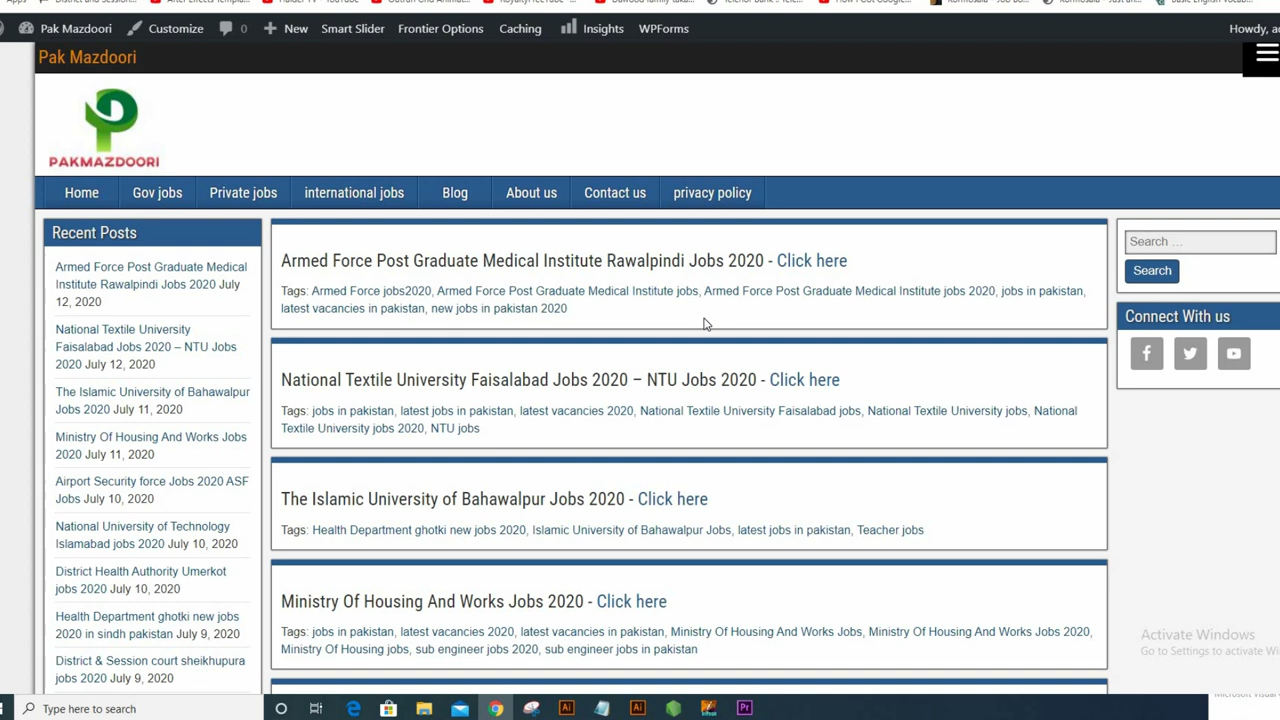 Pak Mazdoori Customize 0 New Smart Slider Frontier Options Caching Insights WPForms Howdy,
Pak Mazdoori
PAKMAZDOORI
Home Gov jobs Private jobs international jobs Blog About us Contact us privacy policy
Recent Posts
Armed Force Post Graduate Medical
Institute Rawalpindi Jobs 2020 July
12, 2020
National Textile University
Faisalabad Jobs 2020 – NTU Jobs
2020 July 12, 2020
The Islamic University of Bahawalpur
Jobs 2020 July 11, 2020
Ministry Of Housing And Works Jobs
2020 July 11, 2020
Airport Security force Jobs 2020 ASF
Jobs July 10, 2020
National University of Technology
Islamabad jobs 2020 July 10, 2020
District Health Authority Umerkot
jobs 2020 July 10, 2020
Health Department ghotki new jobs
2020 in sindh pakistan July 9, 2020
District & Session court sheikhupura
jobs 2020 July 9, 2020
Armed Force Post Graduate Medical Institute Rawalpindi Jobs 2020 - Click here
Tags: Armed Force jobs2020, Armed Force Post Graduate Medical Institute jobs, Armed Force Post Graduate Medical Institute jobs 2020, jobs in pakistan,
latest vacancies in pakistan, new jobs in pakistan 2020
National Textile University Faisalabad Jobs 2020 – NTU Jobs 2020 - Click here
Tags: jobs in pakistan, latest jobs in pakistan, latest vacancies 2020, National Textile University Faisalabad jobs, National Textile University jobs, National
Textile University jobs 2020, NTU jobs
The Islamic University of Bahawalpur Jobs 2020 - Click here
Tags: Health Department ghotki new jobs 2020, Islamic University of Bahawalpur Jobs, latest jobs in pakistan, Teacher jobs
Ministry Of Housing And Works Jobs 2020 - Click here
Tags: jobs in pakistan, latest vacancies 2020, latest vacancies in pakistan, Ministry Of Housing And Works Jobs, Ministry Of Housing And Works Jobs 2020,
Ministry Of Housing jobs, sub engineer jobs 2020, sub engineer jobs in pakistan
Search ...
Search
Connect With us
Activate Windows
Go to Settings to activate
Type here to search